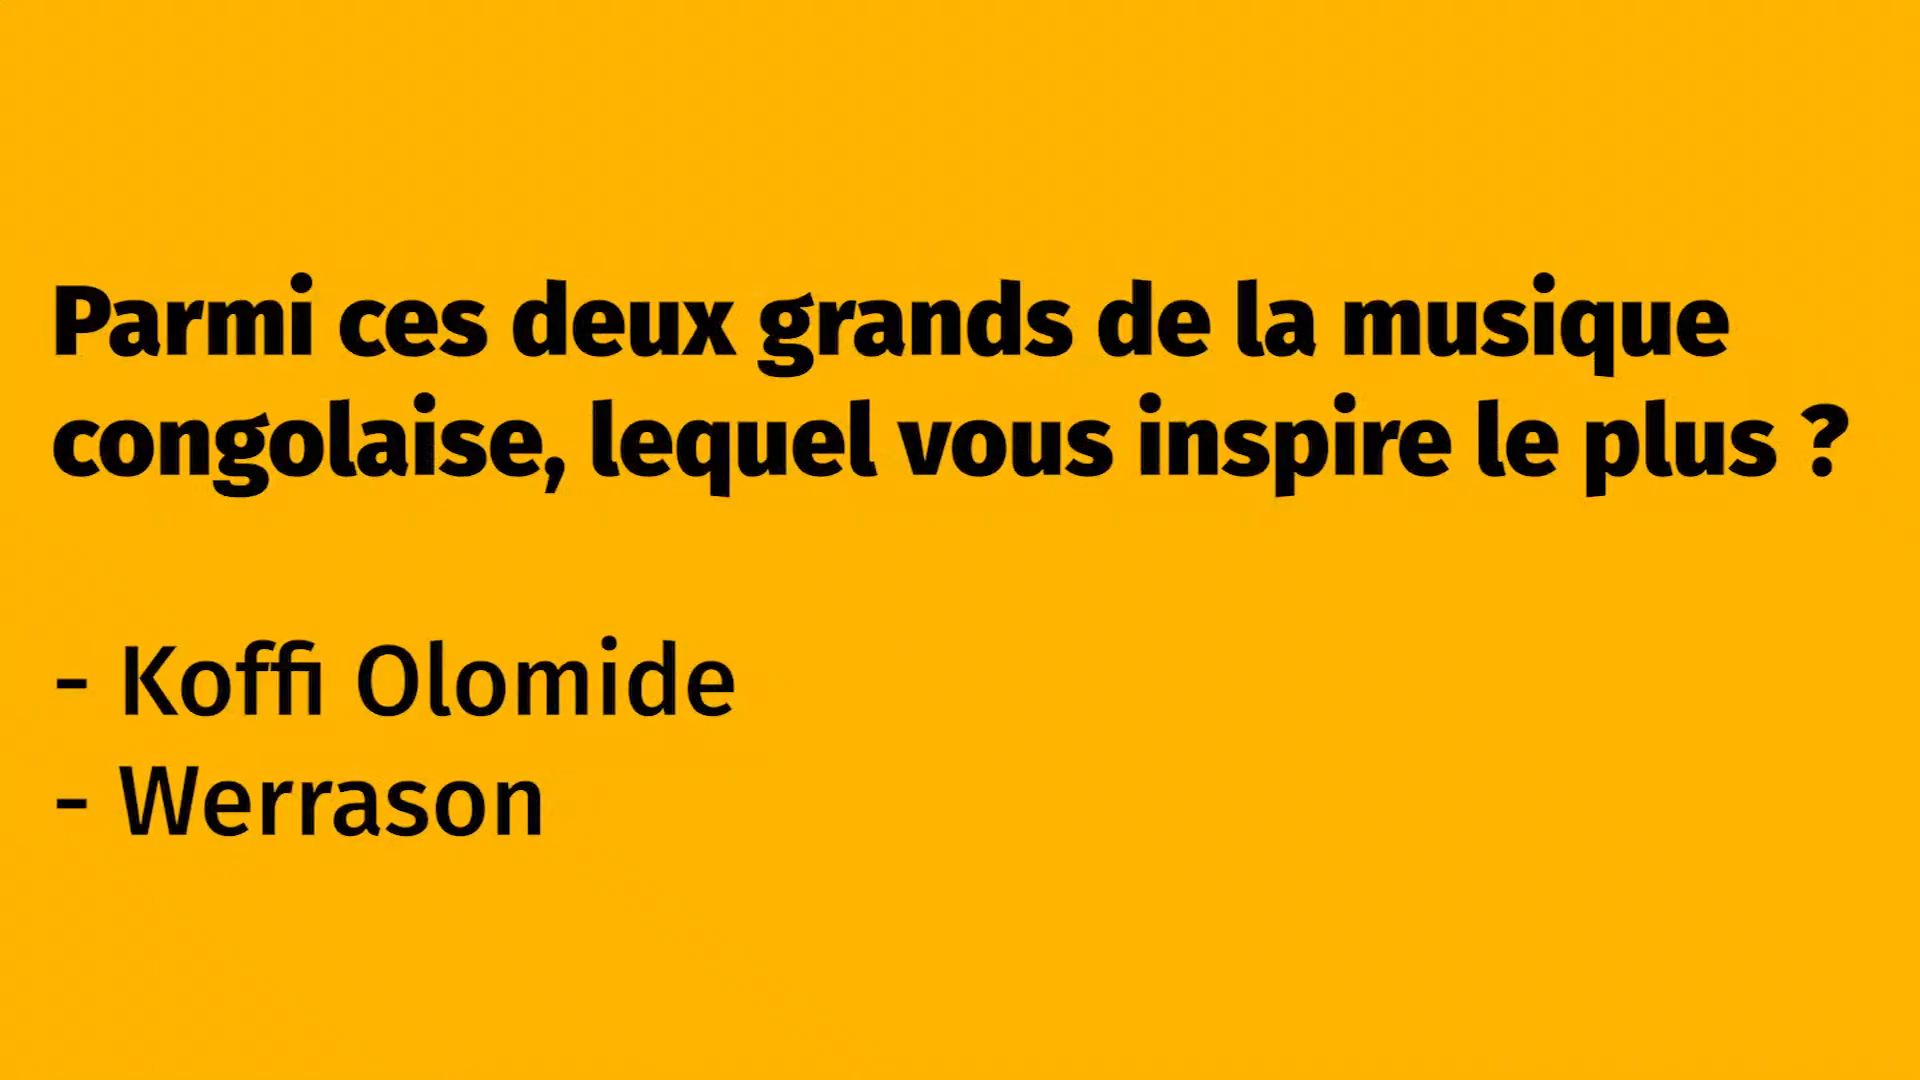 Parmi ces deux grands de la musique
congolaise, lequel vous inspire le plus ?
- Koffi Olomide
- Werrason